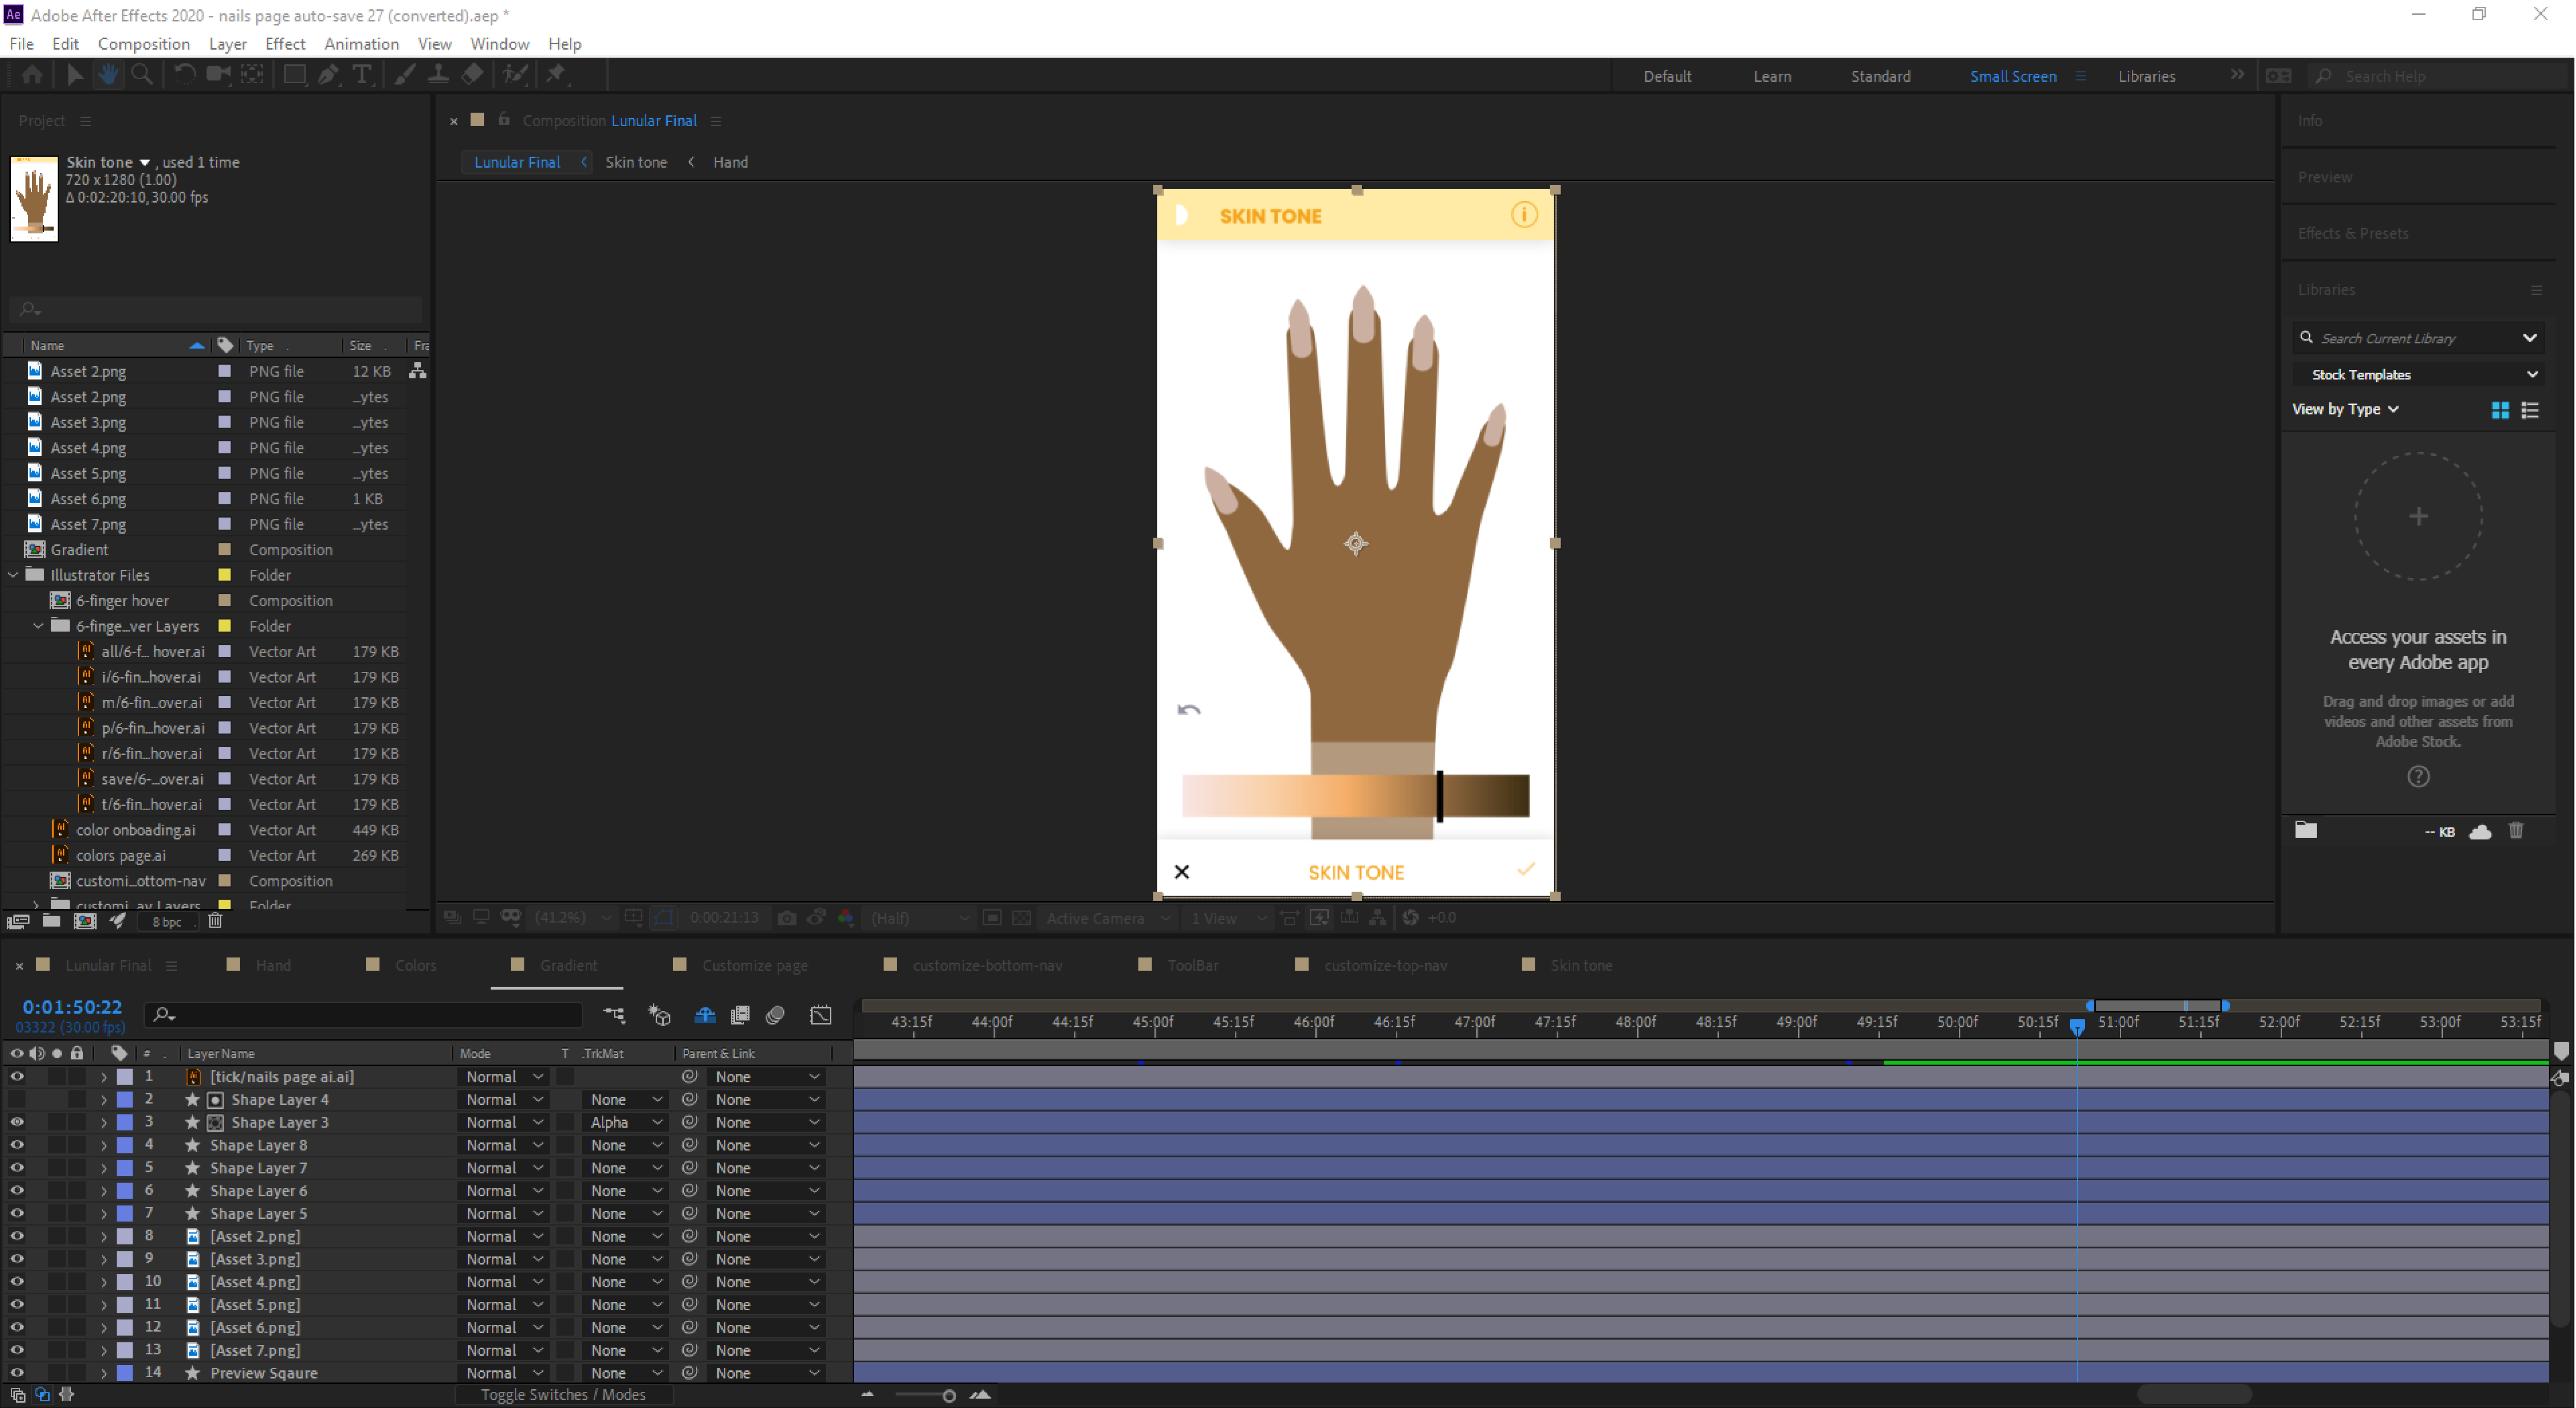 Ae Adobe After Effects 2020 - nails page auto-save 27 (converted).aep *
File Edit Composition Layer Effect Animation View Window Help
Default Learn Standard Small Screen Libraries Search Help
Project
Skin tone , used 1 time
720 x 1280 (1.00)
Δ 0:02:20:10, 30.00 fps
Name Type Size Fra
Asset 2.png PNG file 12 KB
Asset 2.png PNG file ...ytes
Asset 3.png PNG file ...ytes
Asset 4.png PNG file ...ytes
Asset 5.png PNG file ...ytes
Asset 6.png PNG file 1 KB
Asset 7.png PNG file ...ytes
Gradient Composition
Illustrator Files Folder
6-finger hover Composition
6-finge...ver Layers Folder
all/6-f... hover.ai Vector Art 179 KB
i/6-fin...hover.ai Vector Art 179 KB
m/6-fin...over.ai Vector Art 179 KB
p/6-fin...hover.ai Vector Art 179 KB
r/6-fin...hover.ai Vector Art 179 KB
save/6-...over.ai Vector Art 179 KB
t/6-fin...hover.ai Vector Art 179 KB
color onboading.ai Vector Art 449 KB
colors page.ai Vector Art 269 KB
customi...ottom-nav Composition
customi...av Layers Folder
8 bpc
Composition Lunular Final
Lunular Final Skin tone Hand
SKIN TONE
SKIN TONE
(41.2%) 0:00:21:13 (Half) Active Camera 1 View +0.0
Info
Preview
Effects & Presets
Libraries
Search Current Library
Stock Templates
View by Type
Access your assets in
every Adobe app
Drag and drop images or add
videos and other assets from
Adobe Stock.
-- KB
Lunular Final Hand Colors Gradient Customize page customize-bottom-nav ToolBar customize-top-nav Skin tone
0:01:50:22
03322 (30.00 fps)
43:15f 44:00f 44:15f 45:00f 45:15f 46:00f 46:15f 47:00f 47:15f 48:00f 48:15f 49:00f 49:15f 50:00f 50:15f 51:00f 51:15f 52:00f 52:15f 53:00f 53:15f
# Layer Name Mode T .TrkMat Parent & Link
1 [tick/nails page ai.ai] Normal None
2 Shape Layer 4 Normal None None
3 Shape Layer 3 Normal Alpha None
4 Shape Layer 8 Normal None None
5 Shape Layer 7 Normal None None
6 Shape Layer 6 Normal None None
7 Shape Layer 5 Normal None None
8 [Asset 2.png] Normal None None
9 [Asset 3.png] Normal None None
10 [Asset 4.png] Normal None None
11 [Asset 5.png] Normal None None
12 [Asset 6.png] Normal None None
13 [Asset 7.png] Normal None None
14 Preview Sqaure Normal None None
Toggle Switches / Modes